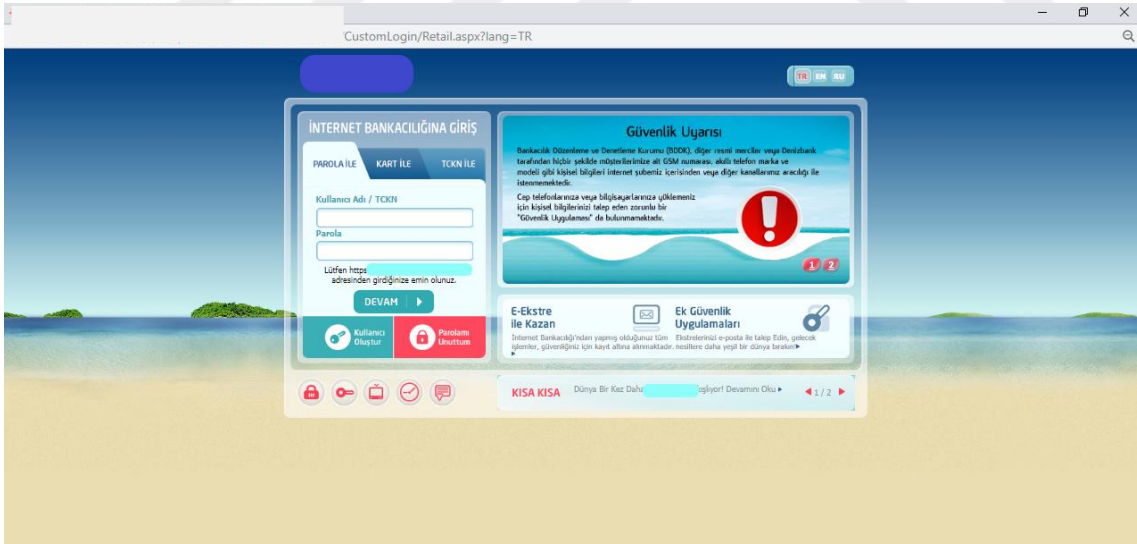 /CustomLogin/Retail.aspx?lang=TR
TR EN RU
İNTERNET BANKACILIĞINA GİRİŞ
PAROLA İLE KART İLE TCKN İLE
Kullanıcı Adı / TCKN
Parola
Lütfen https
adresinden girdiğinize emin olunuz.
DEVAM
Kullanıcı
Oluştur
Parolamı
Unuttum
Güvenlik Uyarısı
Bankacılık Düzenleme ve Denetleme Kurumu (BDDK), diğer resmi merciler veya Denizbank
tarafından hiçbir şekilde müşterilerimize ait GSM numarası, akıllı telefon marka ve
modeli gibi kişisel bilgileri internet şubemiz içerisinden veya diğer kanallarımız aracılığı ile
istenmemektedir.
Cep telefonlarınıza veya bilgisayarlarınıza yüklemeniz
için kişisel bilgilerinizi talep eden zorunlu bir
"Güvenlik Uygulaması" da bulunmamaktadır.
1 2
E-Ekstre
ile Kazan
İnternet Bankacılığı'ndan yapmış olduğunuz tüm
işlemler, güvenliğiniz için kayıt altına alınmaktadır.
Ek Güvenlik
Uygulamaları
Ekstrelerinizi e-posta ile talep Edin, gelecek
nesillere daha yeşil bir dünya bırakın
KISA KISA
Dünya Bir Kez Daha
aşlıyor! Devamını Oku
1 / 2